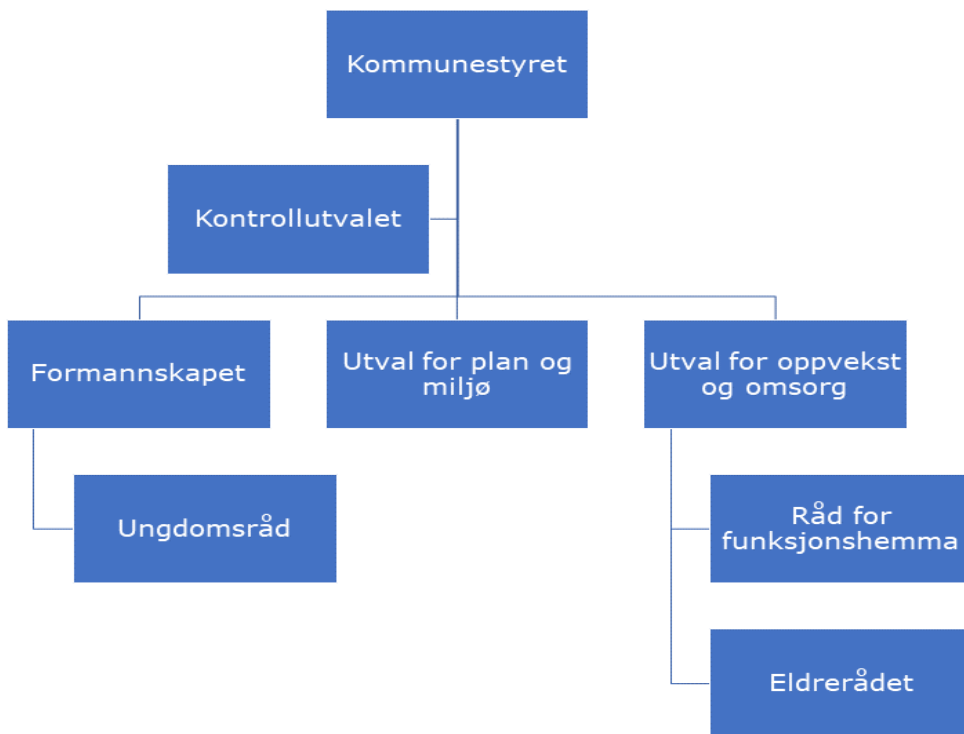 Kommunestyret
Kontrollutvalet
Formannskapet
Utval for plan og
miljø
Utval for oppvekst
og omsorg
Ungdomsråd
Råd for
funksjonshemma
Eldrerådet